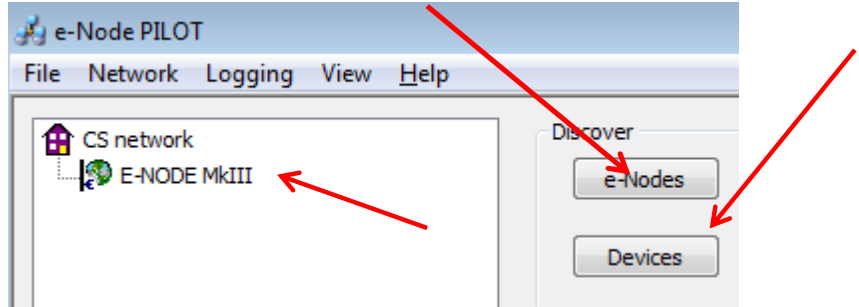 e-Node PILOT
File Network Logging View Help
CS network
E-NODE MkIII
Discover
e-Nodes
Devices